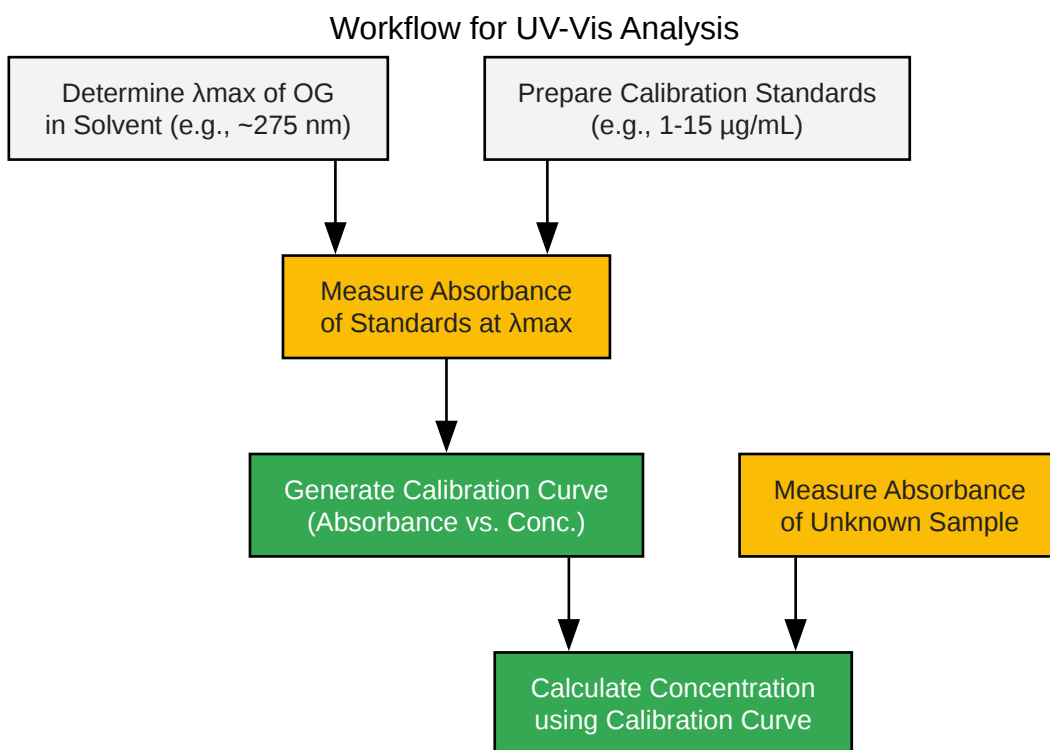 Workflow for UV-Vis Analysis
Determine λmax of OG
in Solvent (e.g., ~275 nm)
Prepare Calibration Standards
(e.g., 1-15 µg/mL)
Measure Absorbance
of Standards at λmax
Generate Calibration Curve
(Absorbance vs. Conc.)
Measure Absorbance
of Unknown Sample
Calculate Concentration
using Calibration Curve